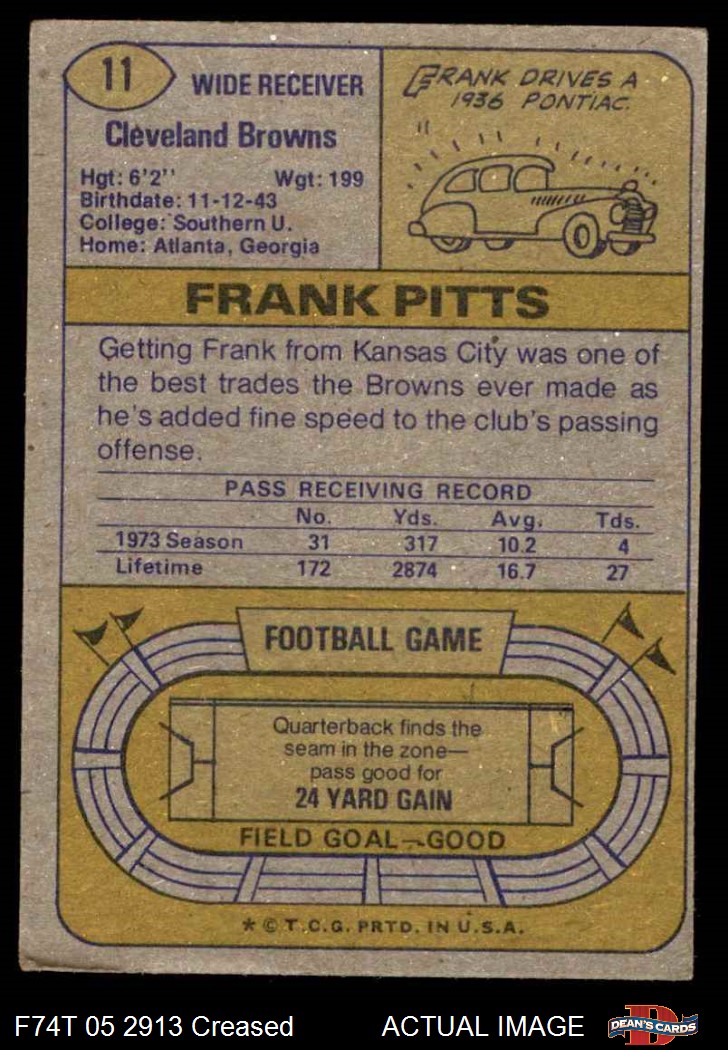 11
WIDE RECEIVER
Cleveland Browns
Hgt: 6'2" Wgt: 199
Birthdate: 11-12-43
College: Southern U.
Home: Atlanta, Georgia
FRANK DRIVES A
1936 PONTIAC.
FRANK PITTS
Getting Frank from Kansas City was one of
the best trades the Browns ever made as
he's added fine speed to the club's passing
offense.
PASS RECEIVING RECORD
No. Yds. Avg. Tds.
1973 Season 31 317 10.2 4
Lifetime 172 2874 16.7 27
FOOTBALL GAME
Quarterback finds the
seam in the zone—
pass good for
24 YARD GAIN
FIELD GOAL—GOOD
* © T.C.G. PRTD. IN U.S.A.
F74T 05 2913 Creased ACTUAL IMAGE
D
DEAN'S CARDS